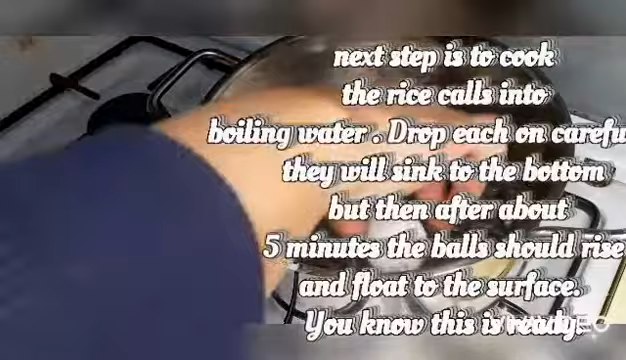 next step is to cook
the rice calls into
boiling water . Drop each on carefu
they will sink to the bottom
but then after about
5 minutes the balls should rise
and float to the surface.
You know this is ready.